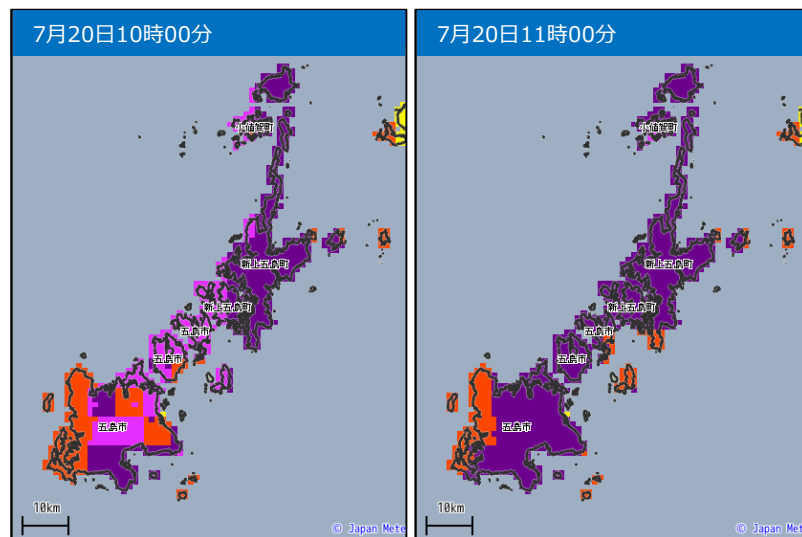 7月20日10時00分
小値賀町
新上五島町
新上五島町
五島市
五島市
五島市
10km
© Japan Mete
7月20日11時00分
小値賀町
新上五島町
新上五島町
五島市
五島市
五島市
10km
© Japan Mete